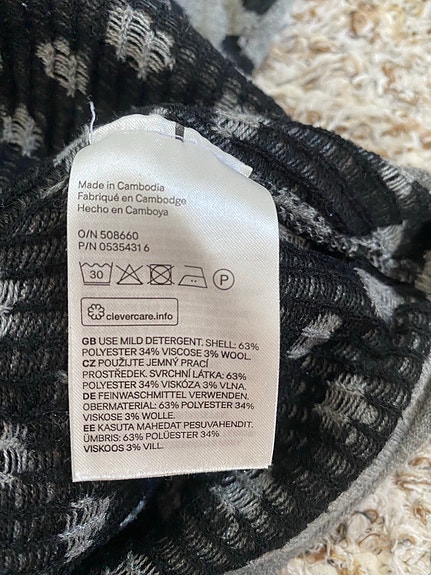 Made in Cambodia
Fabriqué en Cambodge
Hecho en Camboya
O/N 508660
P/N 0535431 6
30 P
clevercare.info
GB USE MILD DETERGENT. SHELL: 63%
POLYESTER 34% VISCOSE 3% WOOL.
CZ POUŽIJTE JEMNÝ PRACÍ
PROSTŘEDEK. SVRCHNÍ LÁTKA: 63%
POLYESTER 34% VISKÓZA 3% VLNA.
DE FEINWASCHMITTEL VERWENDEN.
OBERMATERIAL: 63% POLYESTER 34%
VISKOSE 3% WOLLE.
EE KASUTA MAHEDAT PESUVAHENDIT.
ÜMBRIS: 63% POLÜESTER 34%
VISKOOS 3% VILL.